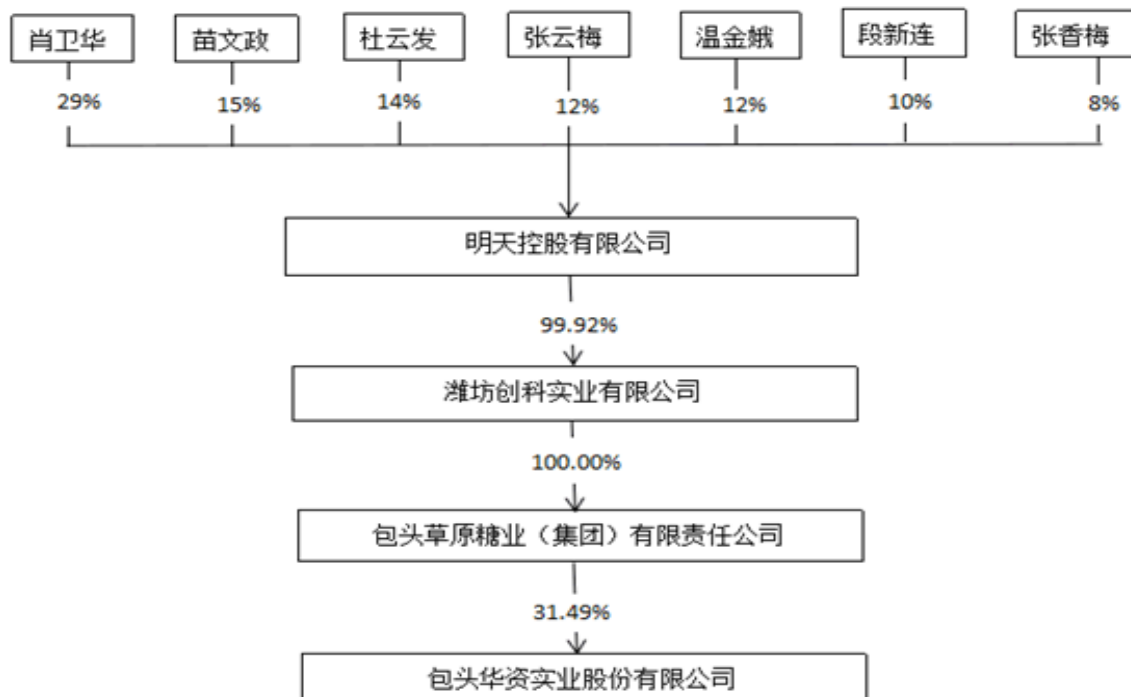 肖卫华 苗文政 杜云发 张云梅 温金娥 段新连 张香梅
29% 15% 14% 12% 12% 10% 8%
明天控股有限公司
99.92%
潍坊创科实业有限公司
100.00%
包头草原糖业（集团）有限责任公司
31.49%
包头华资实业股份有限公司